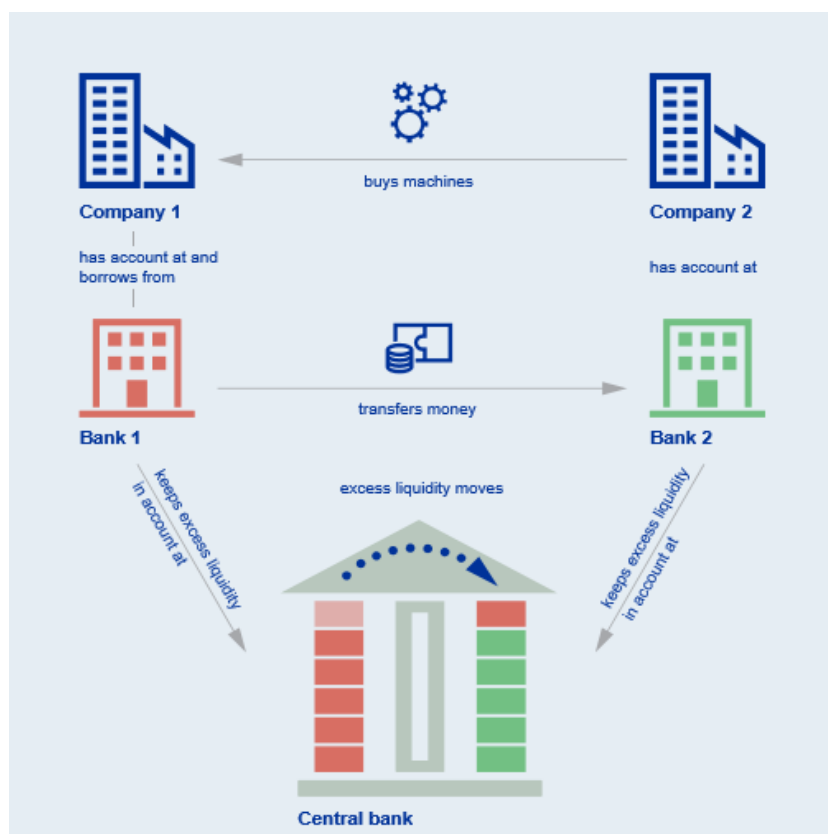 buys machines
Company 1
Company 2
has account at and
borrows from
has account at
transfers money
Bank 1
Bank 2
excess liquidity moves
keeps excess liquidity
in account at
keeps excess liquidity
in account at
Central bank